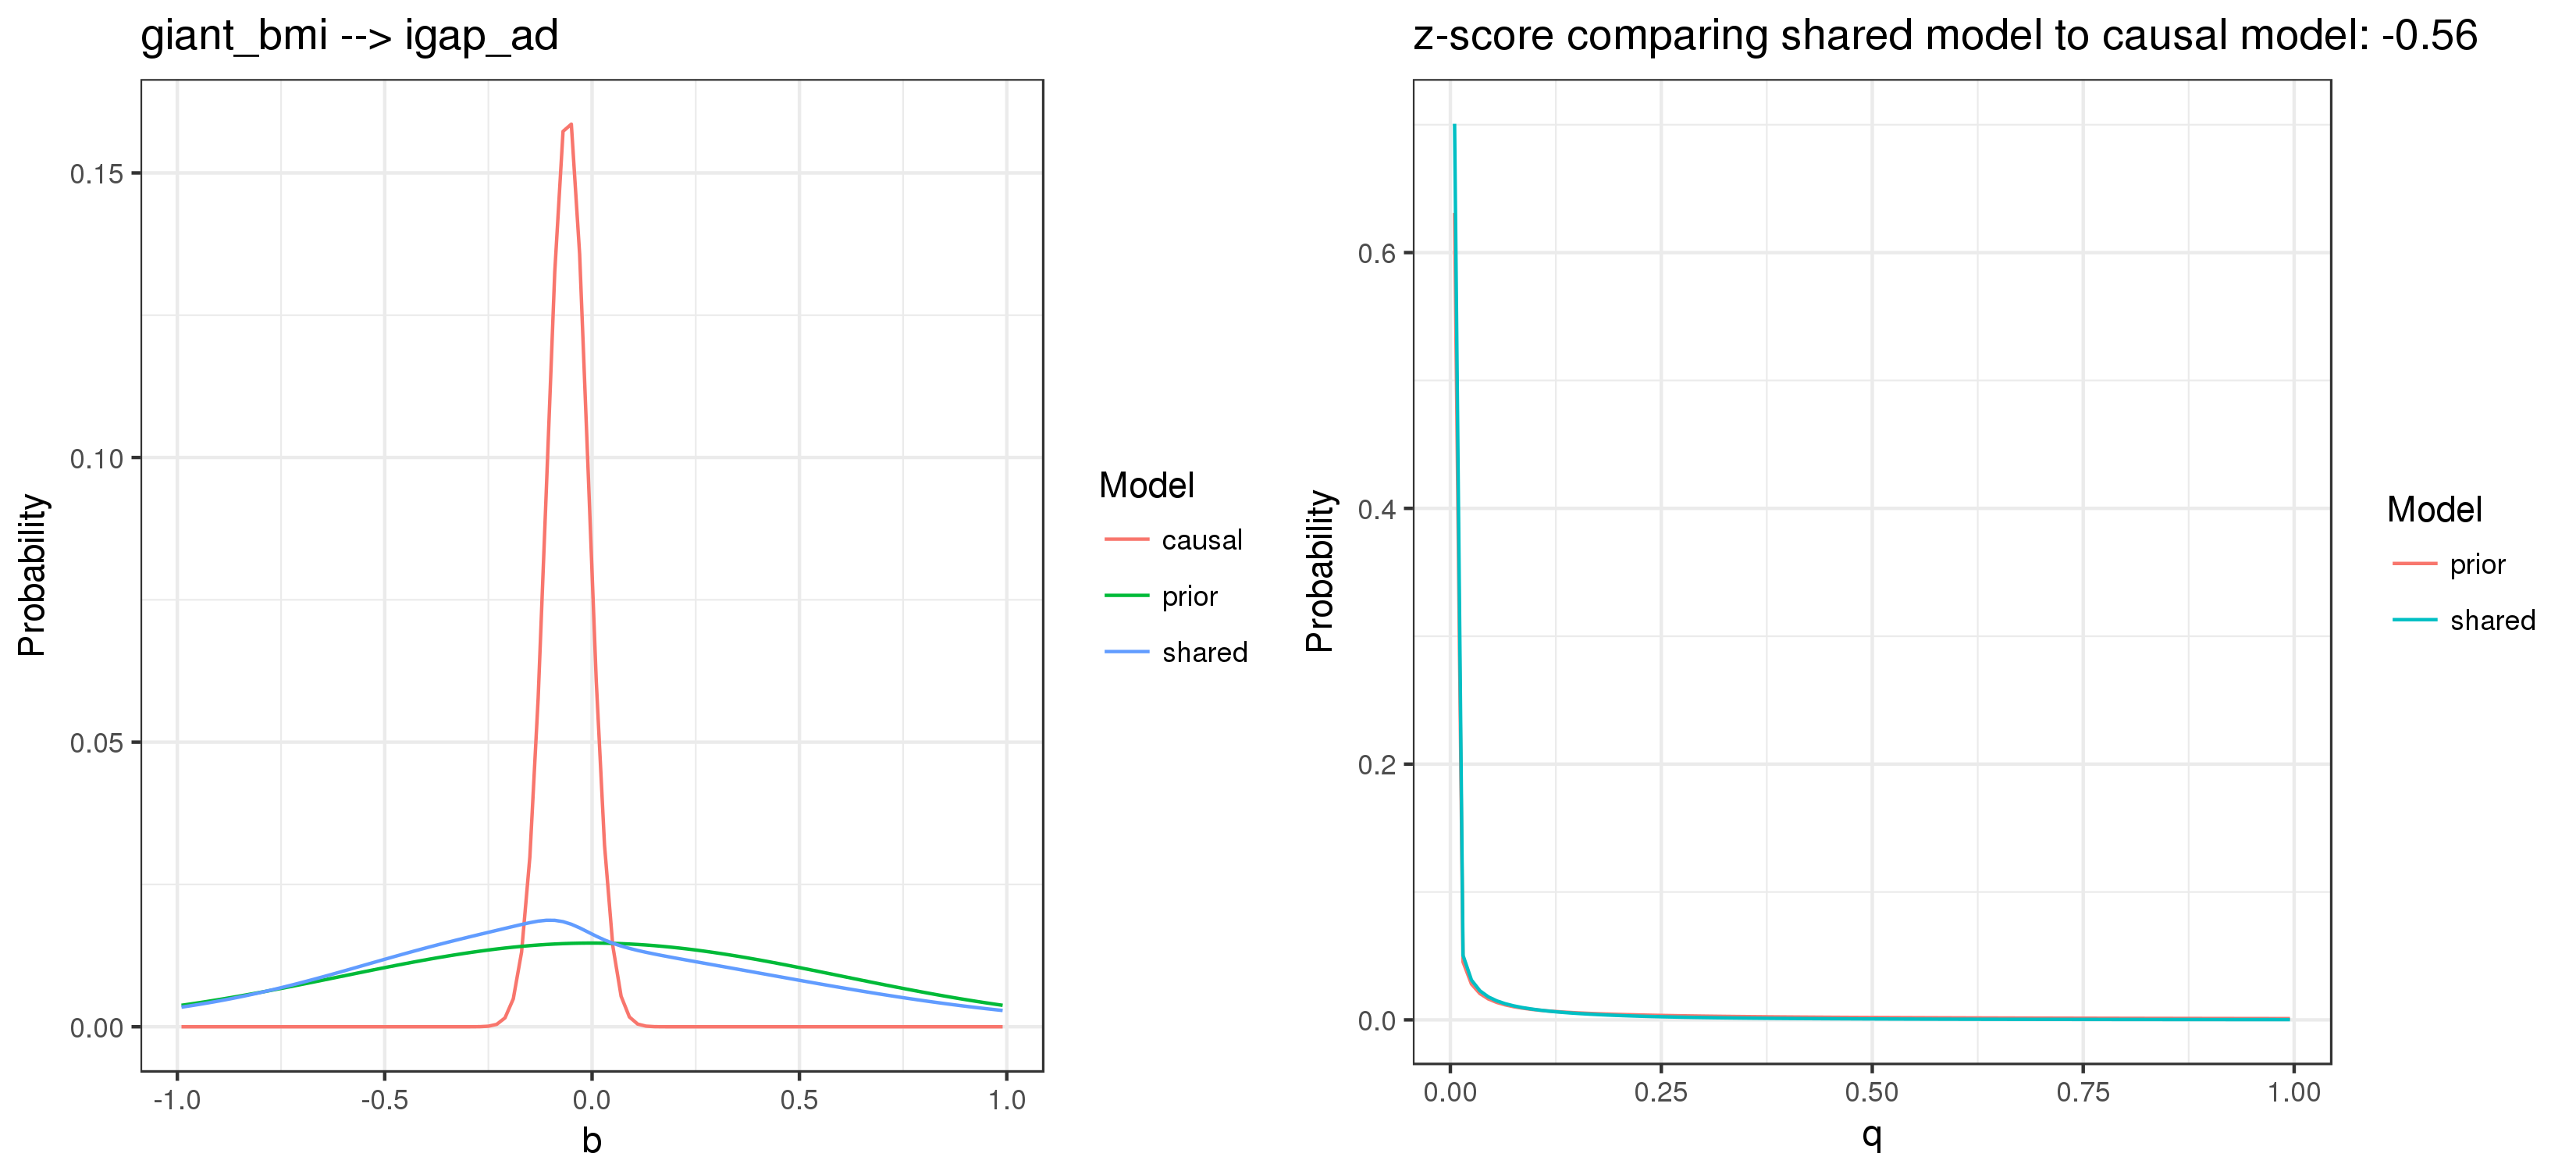 giant_bmi --> igap_ad
Probability
0.15
0.10
0.05
0.00
-1.0 -0.5 0.0 0.5 1.0
b
Model
causal
prior
shared
z-score comparing shared model to causal model: -0.56
Probability
0.6
0.4
0.2
0.0
0.00 0.25 0.50 0.75 1.00
q
Model
prior
shared